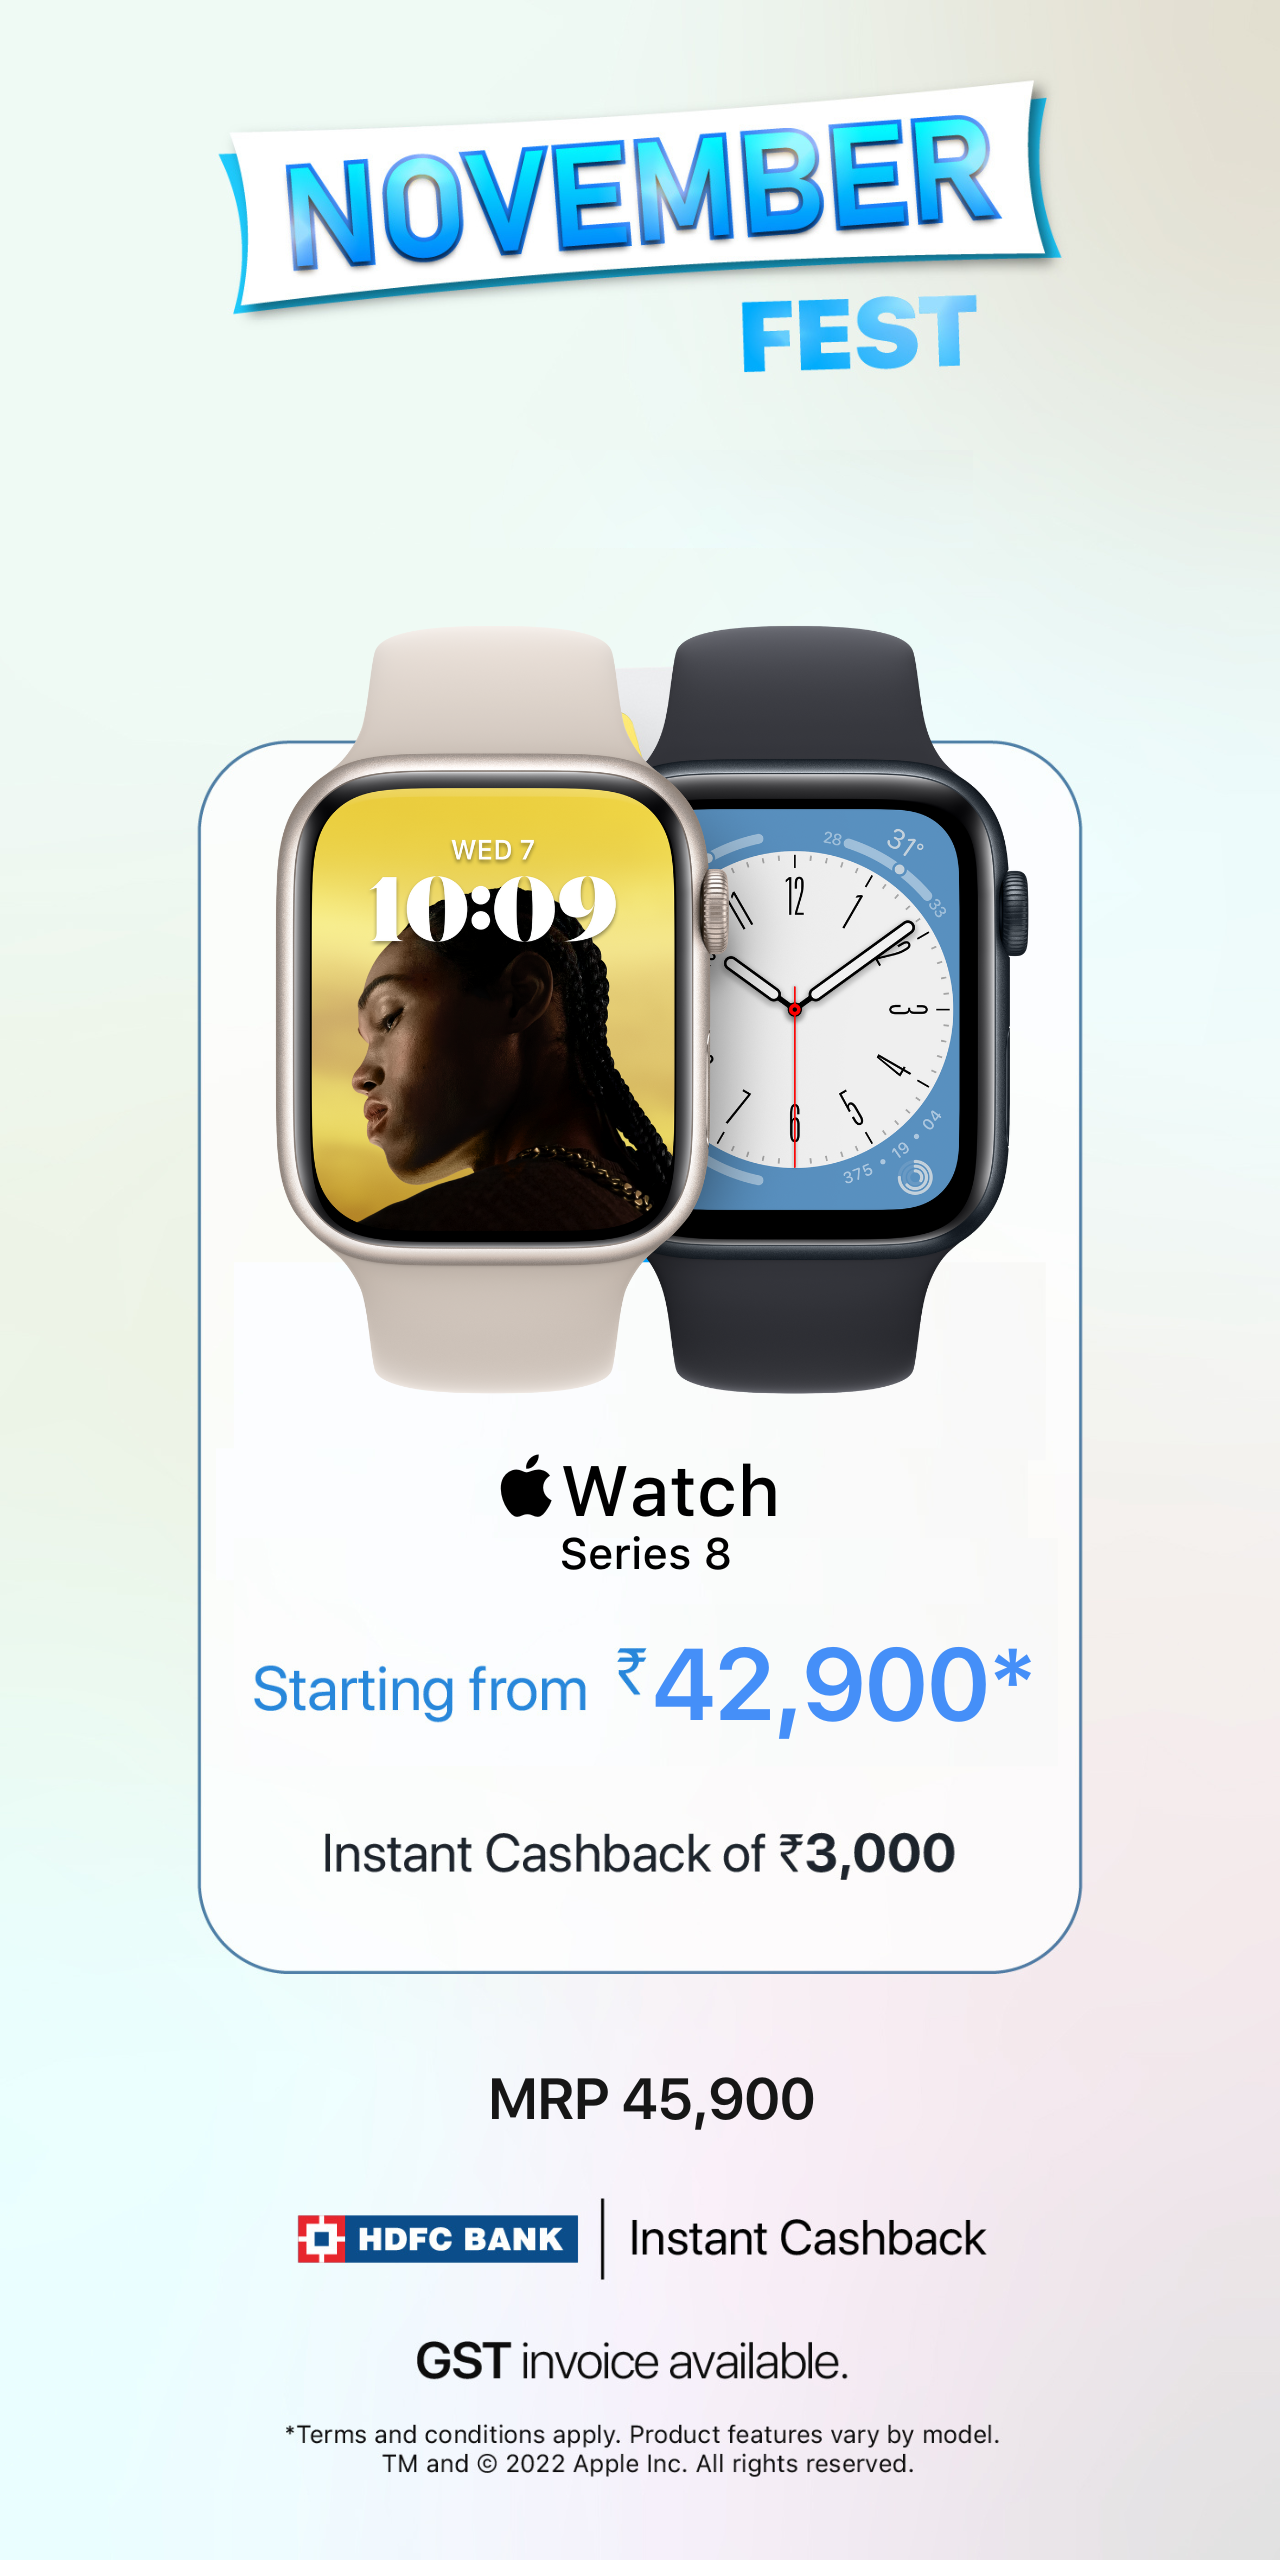 NOVEMBER
FEST
WED 7
10:09
28 31° 33
12
1
2
3
4
5
6
7
11
375 • 19 • 04
Watch
Series 8
Starting from ₹42,900*
Instant Cashback of ₹3,000
MRP 45,900
HDFC BANK | Instant Cashback
GST invoice available.
*Terms and conditions apply. Product features vary by model.
TM and © 2022 Apple Inc. All rights reserved.